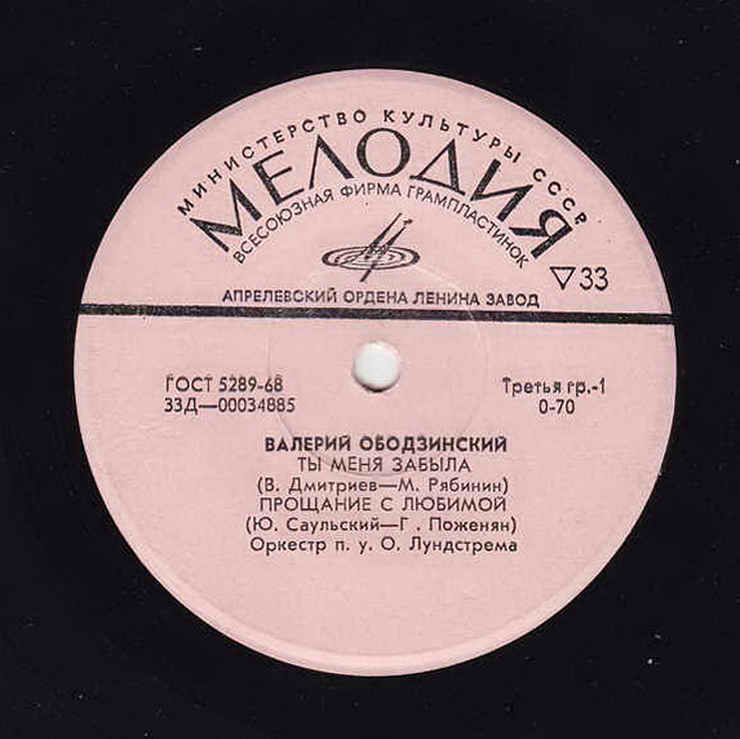 МИНИСТЕРСТВО КУЛЬТУРЫ СССР
МЕЛОДИЯ
ВСЕСОЮЗНАЯ ФИРМА ГРАМПЛАСТИНОК
▽33
АПРЕЛЕВСКИЙ ОРДЕНА ЛЕНИНА ЗАВОД
ГОСТ 5289-68
Третья гр.-1
33Д—00034885
0-70
ВАЛЕРИЙ ОБОДЗИНСКИЙ
ТЫ МЕНЯ ЗАБЫЛА
(В. Дмитриев—М. Рябинин)
ПРОЩАНИЕ С ЛЮБИМОЙ
(Ю. Саульский—Г . Поженян)
Оркестр п. у. О. Лундстрема